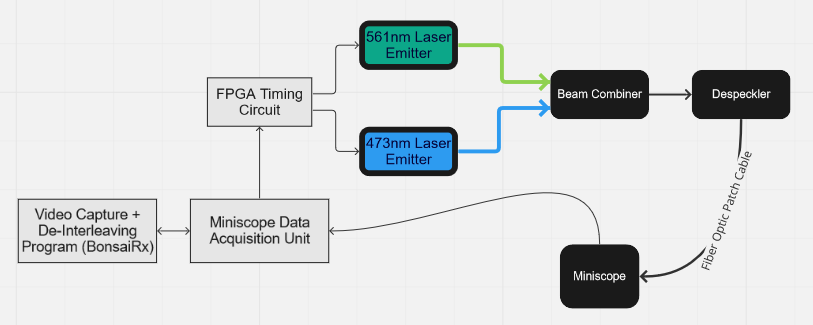 561nm Laser
Emitter
FPGA Timing
Circuit
Beam Combiner
Despeckler
473nm Laser
Emitter
Fiber Optic Patch Cable
Video Capture +
De-Interleaving
Program (BonsaiRx)
Miniscope Data
Acquisition Unit
Miniscope